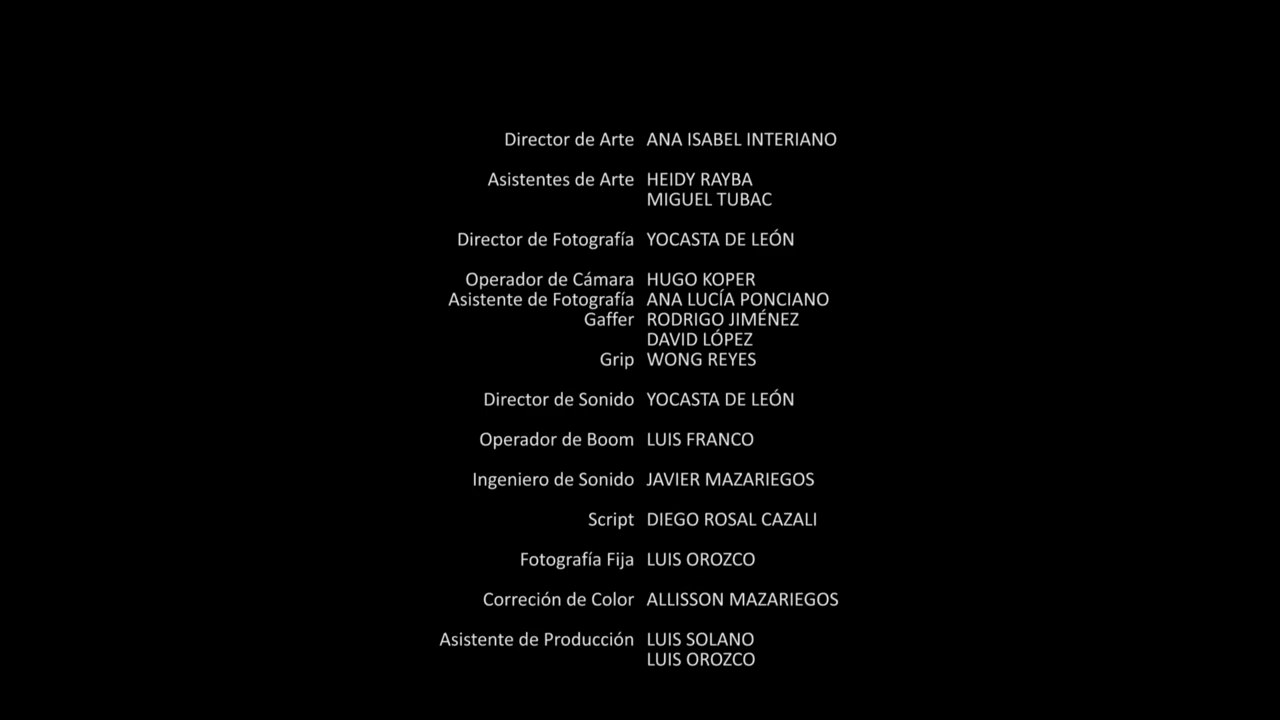 Director de Arte ANA ISABEL INTERIANO
Asistentes de Arte HEIDY RAYBA
MIGUEL TUBAC
Director de Fotografía YOCASTA DE LEÓN
Operador de Cámara HUGO KOPER
Asistente de Fotografía ANA LUCÍA PONCIANO
Gaffer RODRIGO JIMÉNEZ
DAVID LÓPEZ
Grip WONG REYES
Director de Sonido YOCASTA DE LEÓN
Operador de Boom LUIS FRANCO
Ingeniero de Sonido JAVIER MAZARIEGOS
Script DIEGO ROSAL CAZALI
Fotografía Fija LUIS OROZCO
Correción de Color ALLISSON MAZARIEGOS
Asistente de Producción LUIS SOLANO
LUIS OROZCO